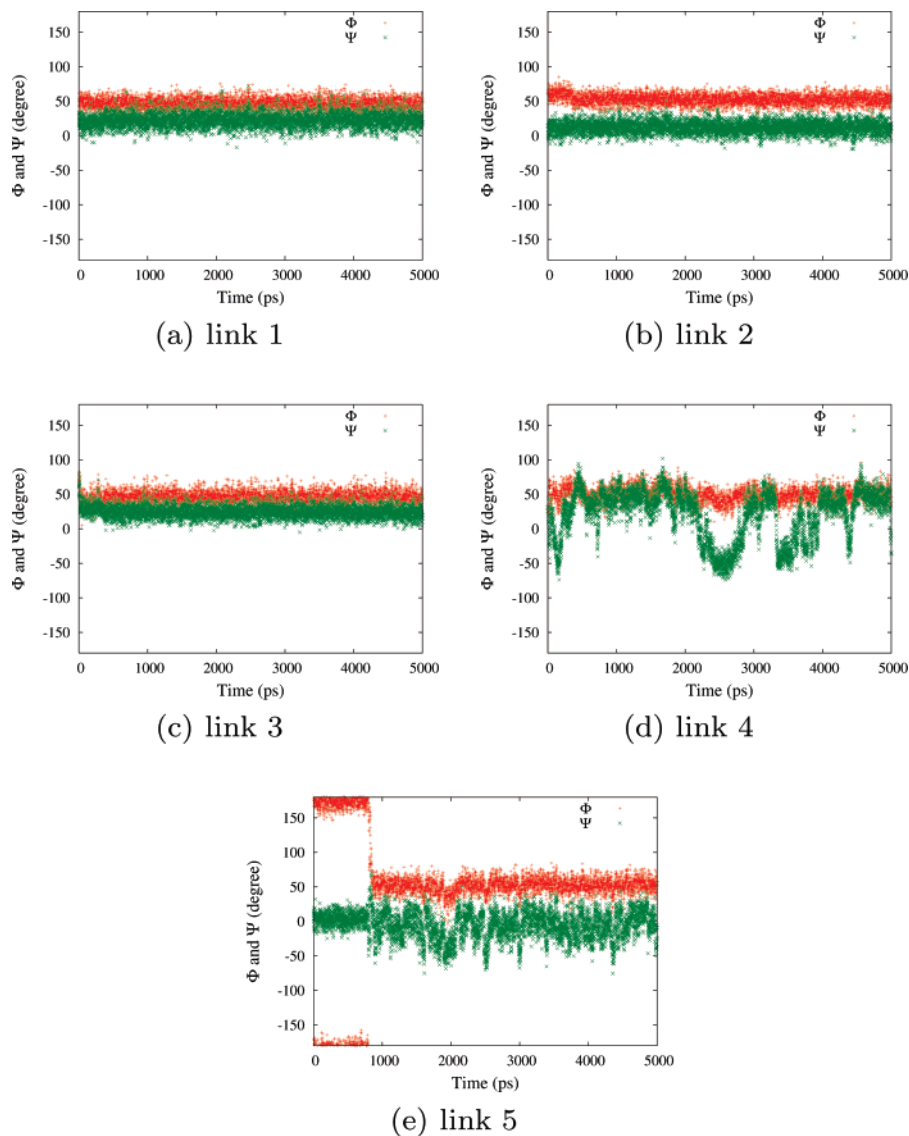 Φ
Ψ
150
100
50
0
-50
-100
-150
Φ and Ψ (degree)
0 1000 2000 3000 4000 5000
Time (ps)
(a) link 1
Φ
Ψ
150
100
50
0
-50
-100
-150
Φ and Ψ (degree)
0 1000 2000 3000 4000 5000
Time (ps)
(b) link 2
Φ
Ψ
150
100
50
0
-50
-100
-150
Φ and Ψ (degree)
0 1000 2000 3000 4000 5000
Time (ps)
(c) link 3
Φ
Ψ
150
100
50
0
-50
-100
-150
Φ and Ψ (degree)
0 1000 2000 3000 4000 5000
Time (ps)
(d) link 4
Φ
Ψ
150
100
50
0
-50
-100
-150
Φ and Ψ (degree)
0 1000 2000 3000 4000 5000
Time (ps)
(e) link 5